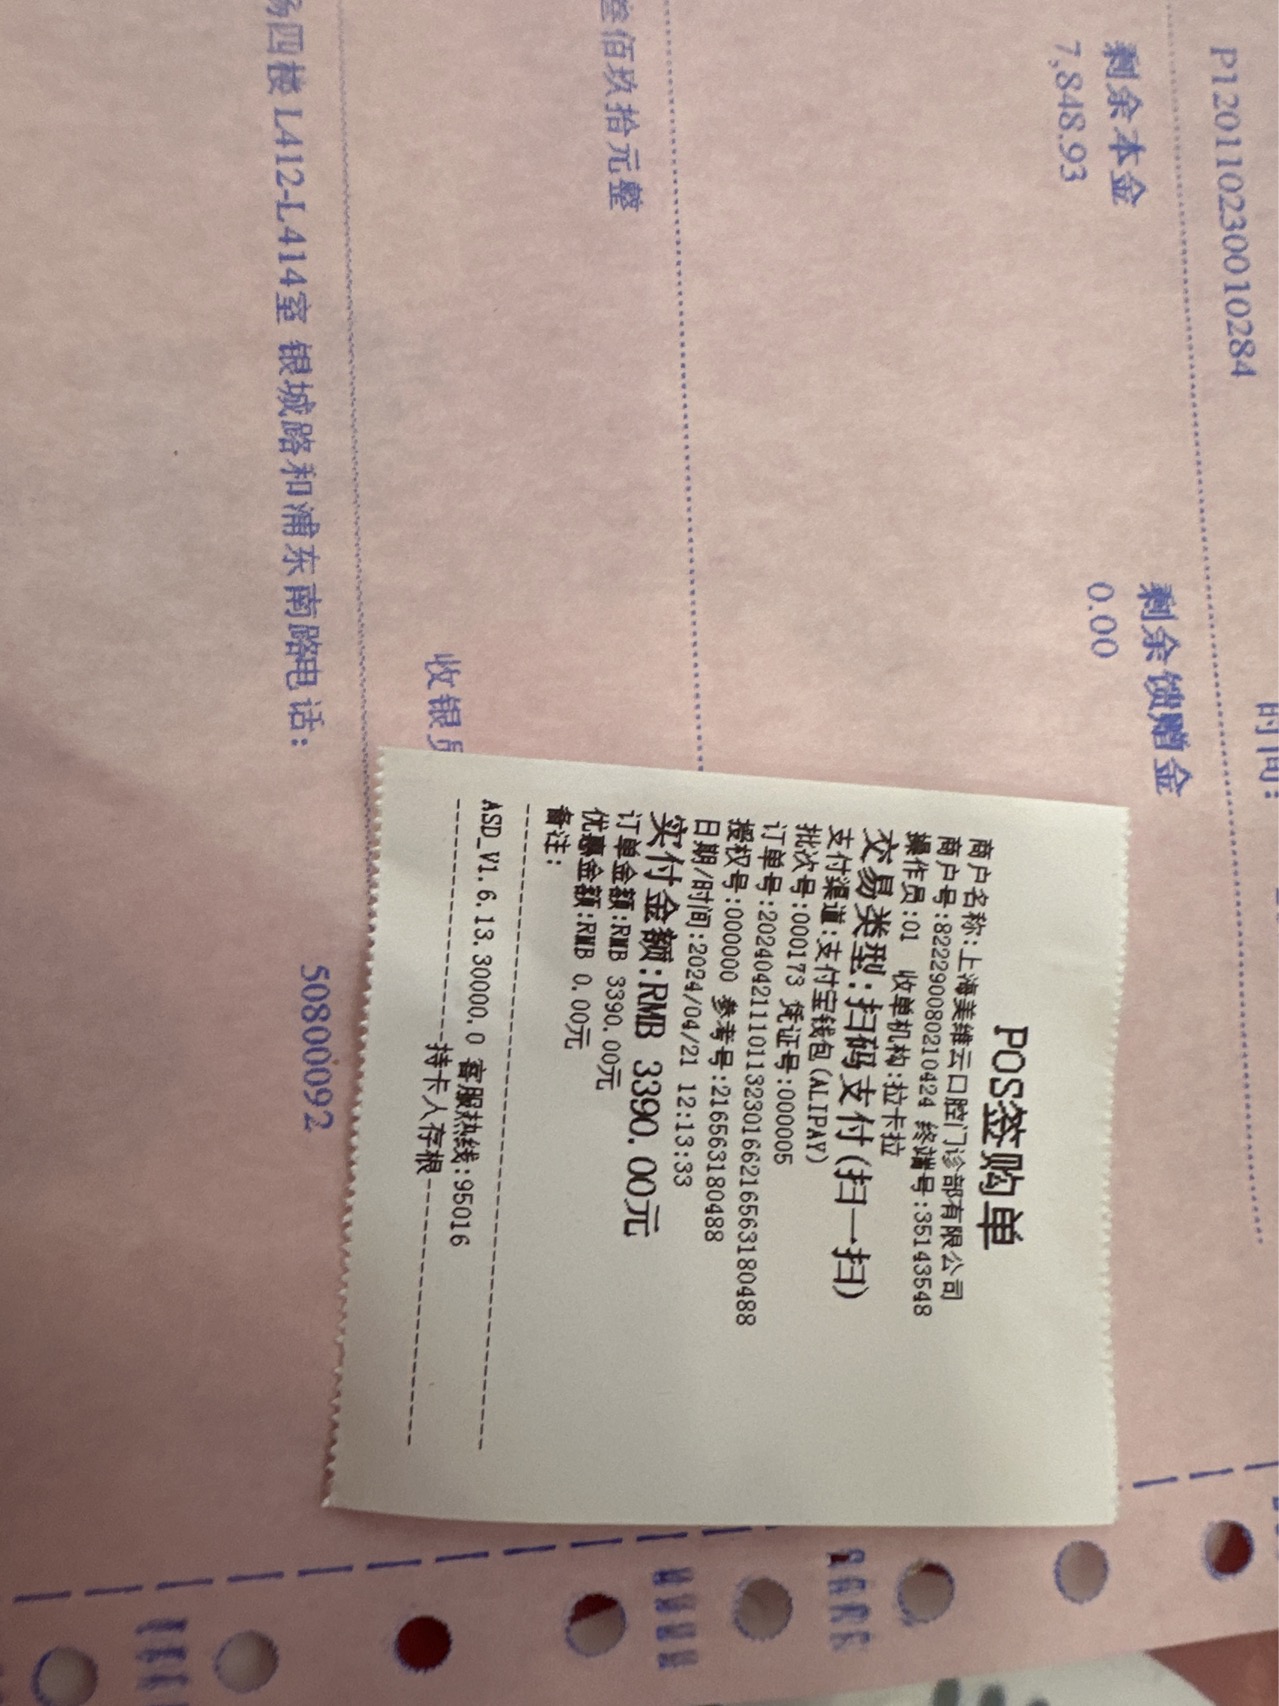 P120110230010284
时间:
剩余本金
剩余馈赠金
7,848.93
0.00
叁佰玖拾元整
收银员
四楼 L412-L414室 银城路和浦东南路电话:
50800092
POS签购单
商户名称:上海美维云口腔门诊部有限公司
商户号:822290080210424 终端号:35143548
操作员:01 收单机构:拉卡拉
交易类型:扫码支付(扫一扫)
支付渠道:支付宝钱包(ALIPAY)
批次号:000173 凭证号:000005
订单号:20240421110113230166216563180488
授权号:000000 参考号:216563180488
日期/时间:2024/04/21 12:13:33
实付金额:RMB 3390.00元
订单金额:RMB 3390.00元
优惠金额:RMB 0.00元
备注:
ASD_V1.6.13.30000.0 客服热线:95016
持卡人存根